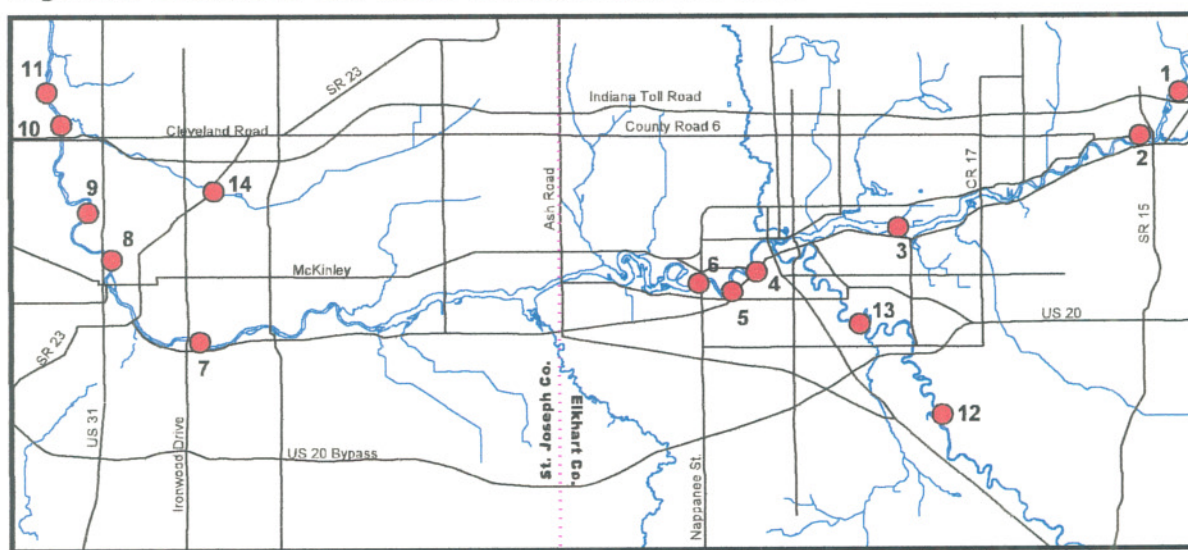 11
10
9
8
14
7
SR 23
Cleveland Road
McKinley
SR 23
US 31
Ironwood Drive
US 20 Bypass
Ash Road
St. Joseph Co.
Elkhart Co.
Indiana Toll Road
County Road 6
CR 17
1
2
3
4
5
6
SR 15
US 20
13
12
Nappanee St.